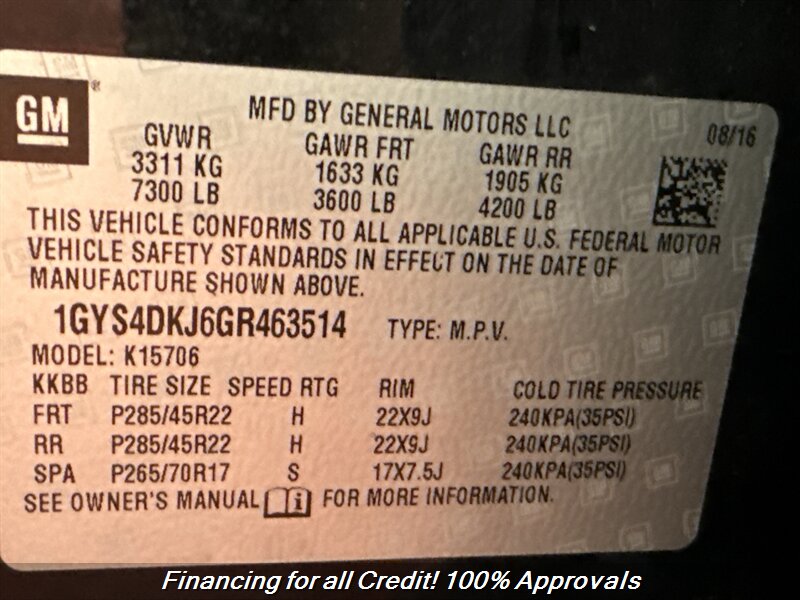 GM
MFD BY GENERAL MOTORS LLC
08/16
GVWR GAWR FRT GAWR RR
3311 KG 1633 KG 1905 KG
7300 LB 3600 LB 4200 LB
THIS VEHICLE CONFORMS TO ALL APPLICABLE U.S. FEDERAL MOTOR
VEHICLE SAFETY STANDARDS IN EFFECT ON THE DATE OF
MANUFACTURE SHOWN ABOVE.
1GYS4DKJ6GR463514 TYPE: M.P.V.
MODEL: K15706
KKBB TIRE SIZE SPEED RTG RIM COLD TIRE PRESSURE
FRT P285/45R22 H 22X9J 240KPA(35PSI)
RR P285/45R22 H 22X9J 240KPA(35PSI)
SPA P265/70R17 S 17X7.5J 240KPA(35PSI)
SEE OWNER'S MANUAL i FOR MORE INFORMATION.
Financing for all Credit! 100% Approvals